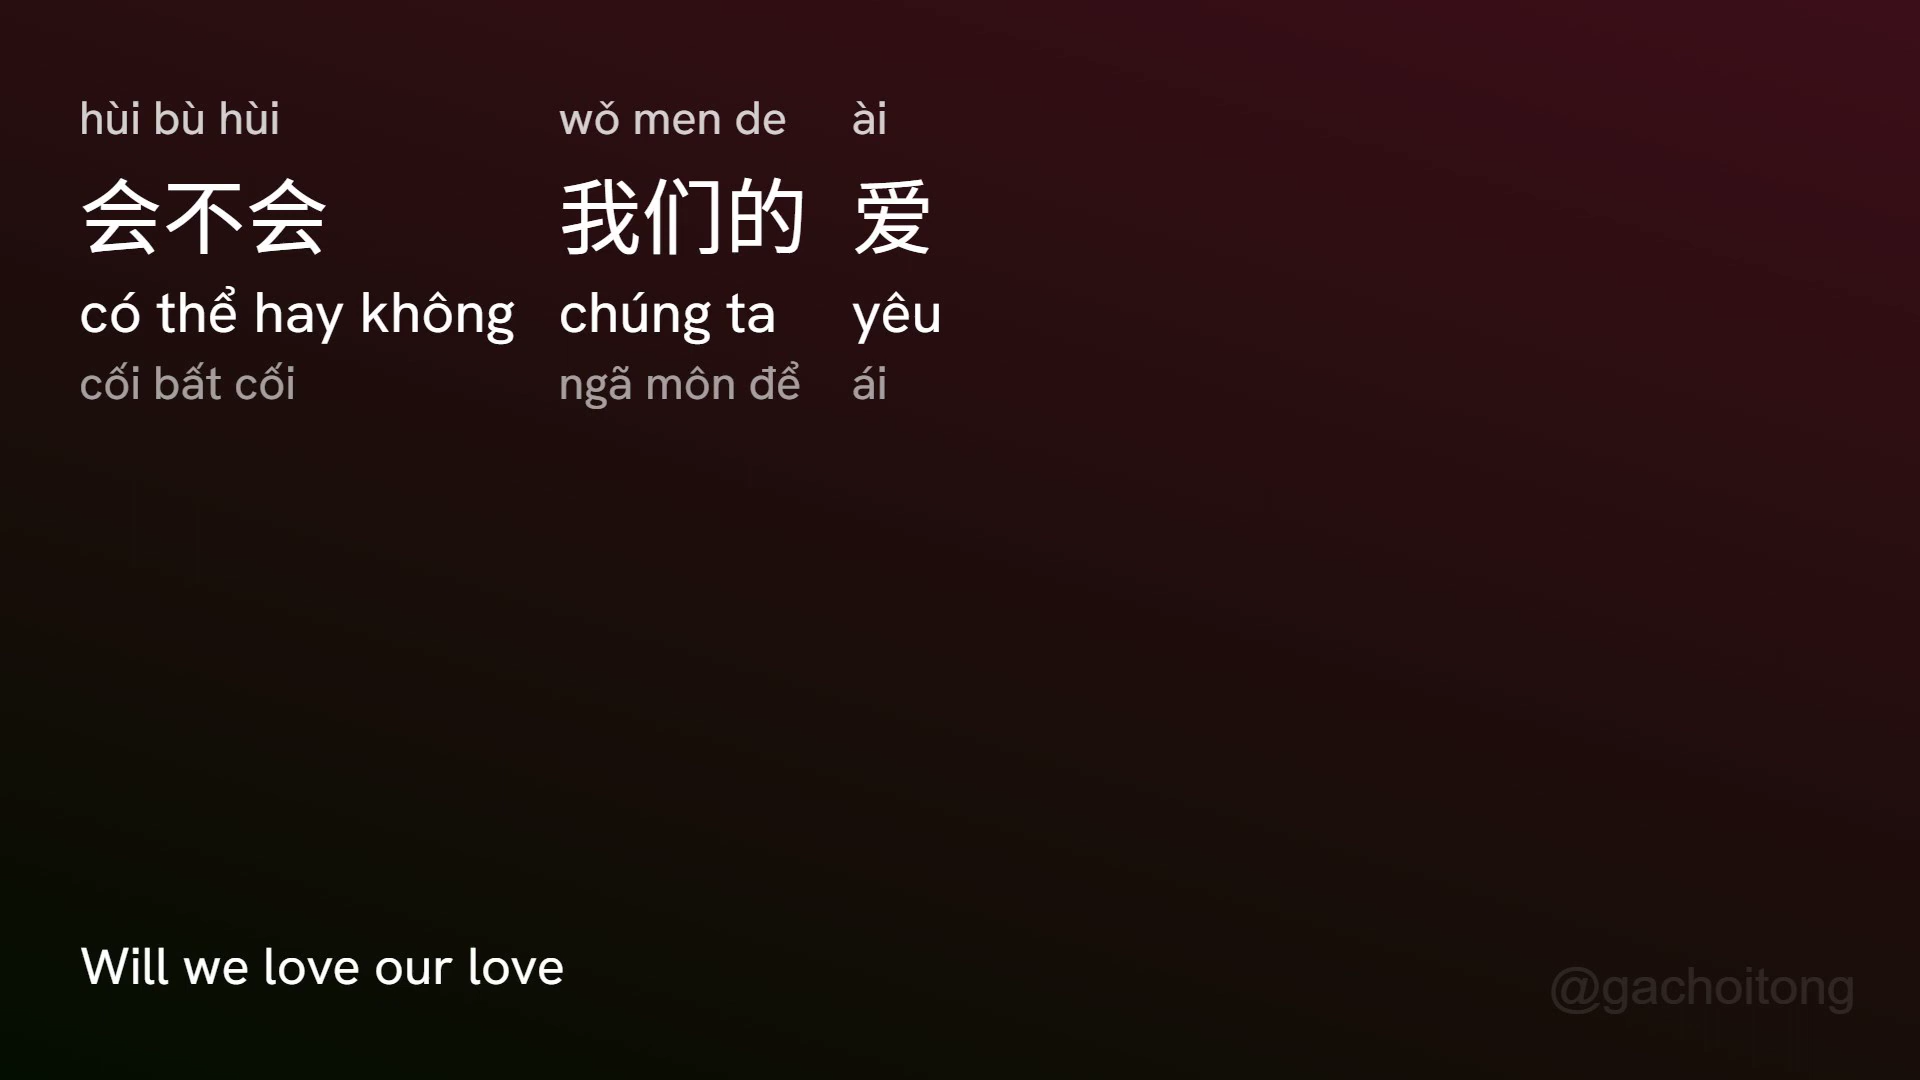 hùi bù hùi wǒ men de ài
会不会 我们的 爱
có thể hay không chúng ta yêu
cối bất cối ngã môn để ái
Will we love our love
@gachoitong